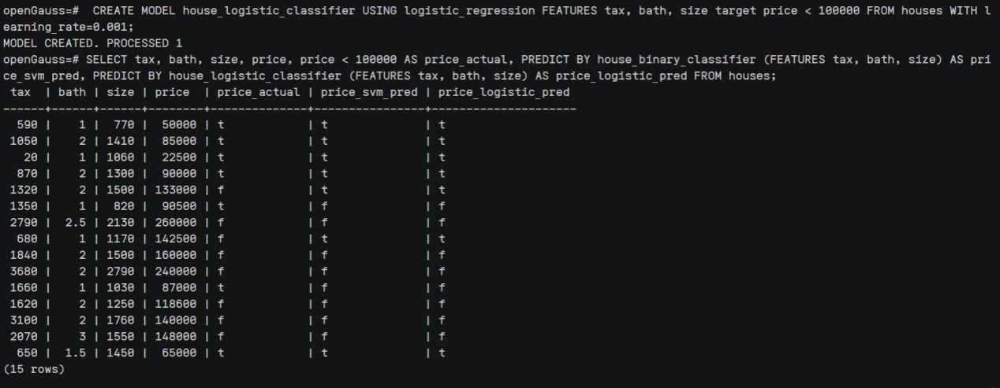 openGauss=#  CREATE MODEL house_logistic_classifier USING logistic_regression FEATURES tax, bath, size target price < 100000 FROM houses WITH l
earning_rate=0.001;
MODEL CREATED. PROCESSED 1
openGauss=# SELECT tax, bath, size, price, price < 100000 AS price_actual, PREDICT BY house_binary_classifier (FEATURES tax, bath, size) AS pri
ce_svm_pred, PREDICT BY house_logistic_classifier (FEATURES tax, bath, size) AS price_logistic_pred FROM houses;
 tax  | bath | size | price  | price_actual | price_svm_pred | price_logistic_pred
------+------+------+--------+--------------+----------------+---------------------
  590 |    1 |  770 |  50000 | t            | t              | t
 1050 |    2 | 1410 |  85000 | t            | t              | t
   20 |    1 | 1060 |  22500 | t            | t              | t
  870 |    2 | 1300 |  90000 | t            | t              | t
 1320 |    2 | 1500 | 133000 | f            | t              | t
 1350 |    1 |  820 |  90500 | t            | f              | f
 2790 |  2.5 | 2130 | 260000 | f            | f              | f
  680 |    1 | 1170 | 142500 | f            | t              | t
 1840 |    2 | 1500 | 160000 | f            | f              | f
 3680 |    2 | 2790 | 240000 | f            | f              | f
 1660 |    1 | 1030 |  87000 | t            | f              | f
 1620 |    2 | 1250 | 118600 | f            | f              | f
 3100 |    2 | 1760 | 140000 | f            | f              | f
 2070 |    3 | 1550 | 148000 | f            | f              | f
  650 |  1.5 | 1450 |  65000 | t            | t              | t
(15 rows)